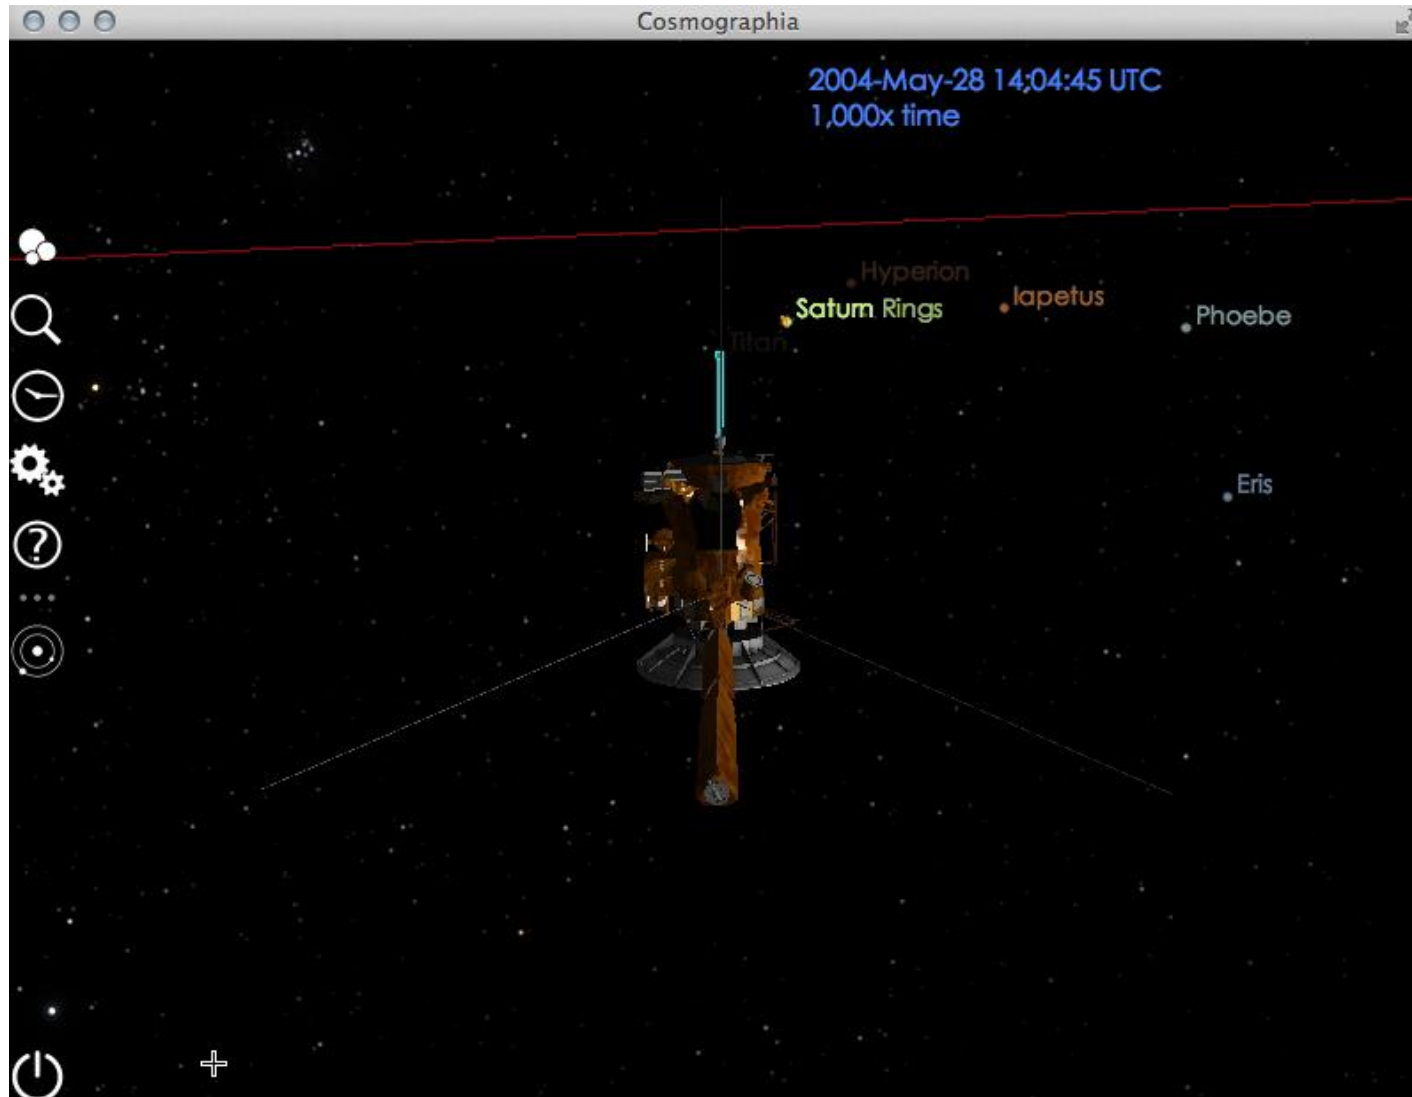 Cosmographia
2004-May-28 14:04:45 UTC
1,000x time
Hyperion
Iapetus
Saturn Rings
Phoebe
Titan
Eris
?